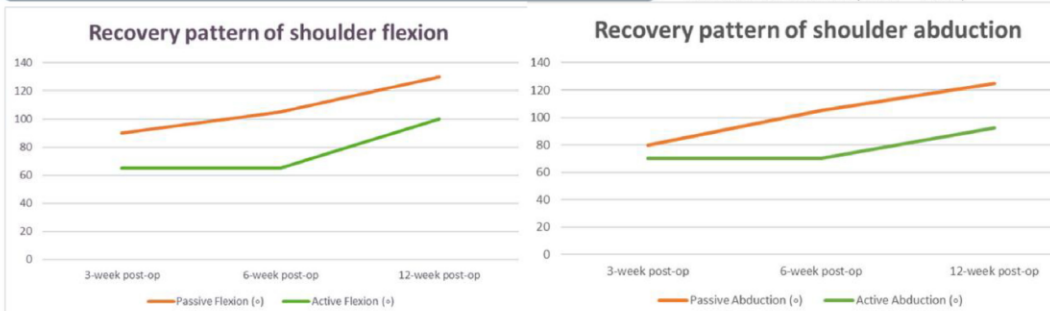 Recovery pattern of shoulder flexion
140
120
100
80
60
40
20
0
3-week post-op 6-week post-op 12-week post-op
Passive Flexion (∘) Active Flexion (∘)
Recovery pattern of shoulder abduction
140
120
100
80
60
40
20
0
3-week post-op 6-week post-op 12-week post-op
Passive Abduction (∘) Active Abduction (∘)